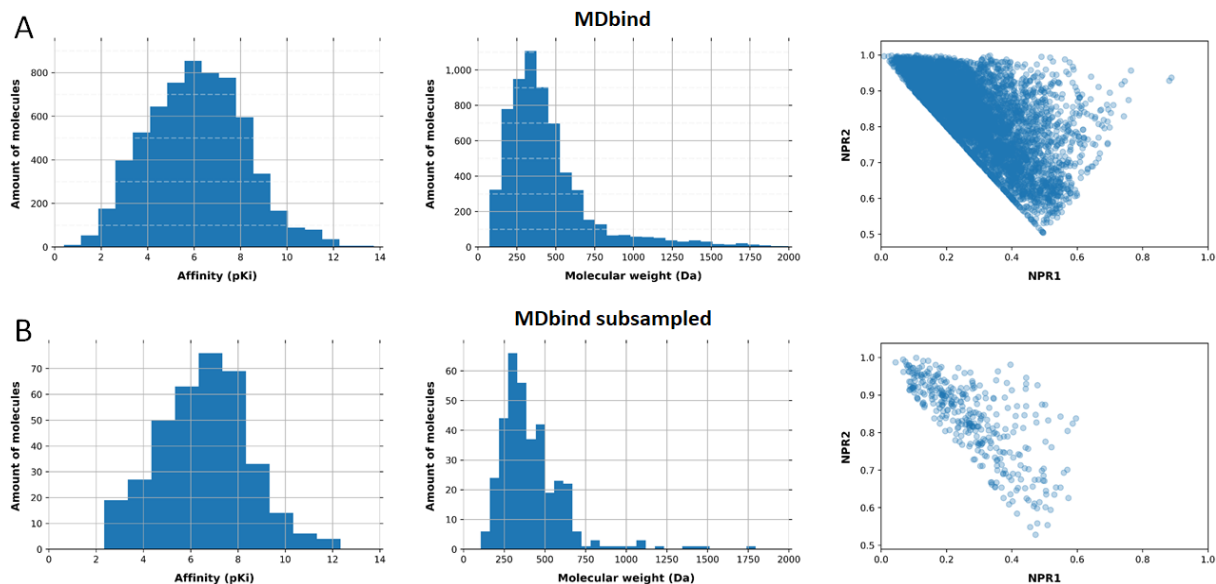 A
MDbind
Amount of molecules
800
600
400
200
0
0 2 4 6 8 10 12 14
Affinity (pKi)
Amount of molecules
1,000
800
600
400
200
0
0 250 500 750 1000 1250 1500 1750 2000
Molecular weight (Da)
NPR2
1.0
0.9
0.8
0.7
0.6
0.5
0.0 0.2 0.4 0.6 0.8 1.0
NPR1
B
MDbind subsampled
Amount of molecules
70
60
50
40
30
20
10
0
0 2 4 6 8 10 12 14
Affinity (pKi)
Amount of molecules
60
50
40
30
20
10
0
0 250 500 750 1000 1250 1500 1750 2000
Molecular weight (Da)
NPR2
1.0
0.9
0.8
0.7
0.6
0.5
0.0 0.2 0.4 0.6 0.8 1.0
NPR1